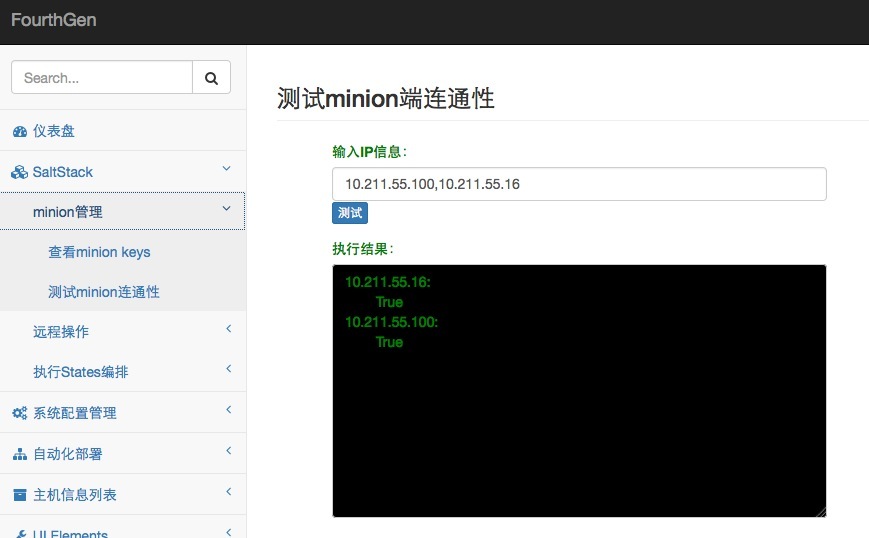 FourthGen
Search...
仪表盘
SaltStack
minion管理
查看minion keys
测试minion连通性
远程操作
执行States编排
系统配置管理
自动化部署
主机信息列表
UI Elements
测试minion端连通性
输入IP信息：
10.211.55.100,10.211.55.16
测试
执行结果：
10.211.55.16:
True
10.211.55.100:
True